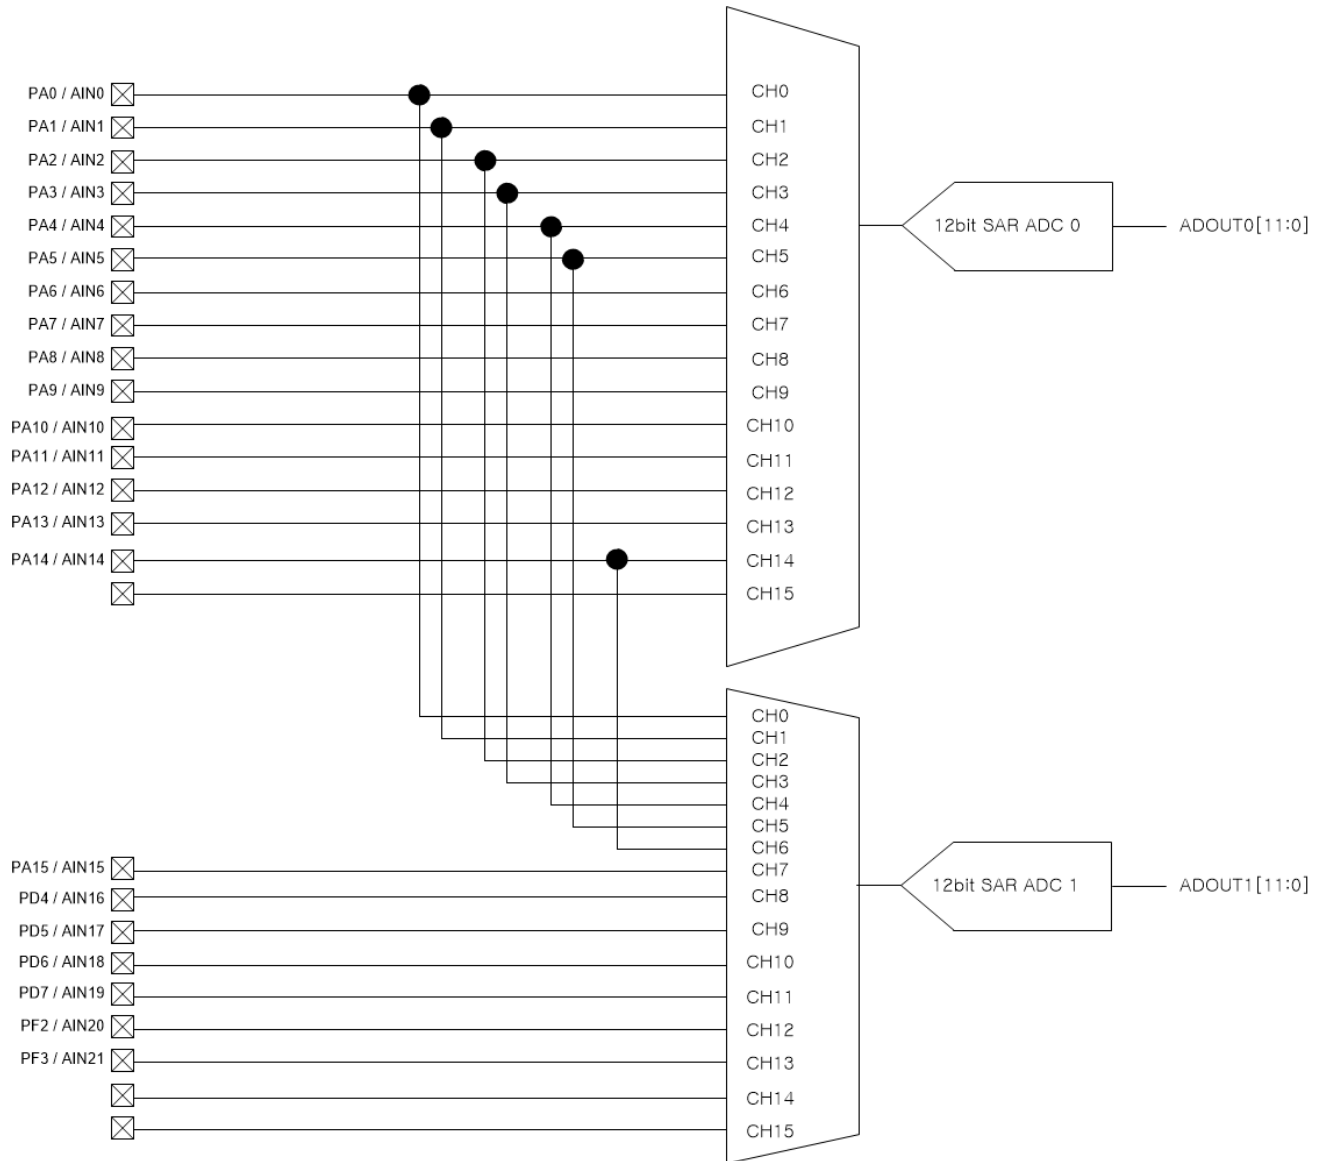 PA0 / AIN0
PA1 / AIN1
PA2 / AIN2
PA3 / AIN3
PA4 / AIN4
PA5 / AIN5
PA6 / AIN6
PA7 / AIN7
PA8 / AIN8
PA9 / AIN9
PA10 / AIN10
PA11 / AIN11
PA12 / AIN12
PA13 / AIN13
PA14 / AIN14
CH0
CH1
CH2
CH3
CH4
CH5
CH6
CH7
CH8
CH9
CH10
CH11
CH12
CH13
CH14
CH15
12bit SAR ADC 0
ADOUT0[11:0]
PA15 / AIN15
PD4 / AIN16
PD5 / AIN17
PD6 / AIN18
PD7 / AIN19
PF2 / AIN20
PF3 / AIN21
CH0
CH1
CH2
CH3
CH4
CH5
CH6
CH7
CH8
CH9
CH10
CH11
CH12
CH13
CH14
CH15
12bit SAR ADC 1
ADOUT1[11:0]